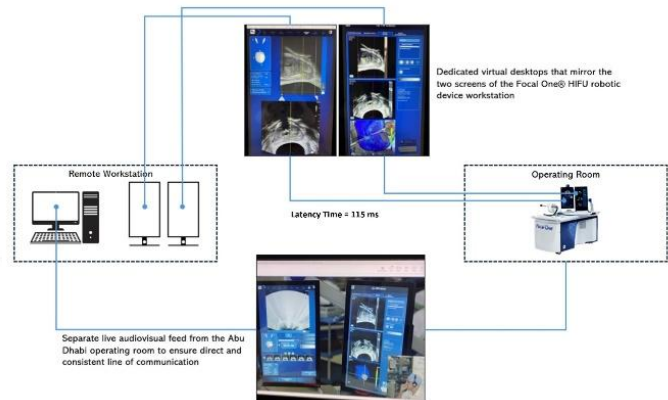 Dedicated virtual desktops that mirror the
two screens of the Focal One® HIFU robotic
device workstation
Remote Workstation
Operating Room
Latency Time = 115 ms
Separate live audiovisual feed from the Abu
Dhabi operating room to ensure direct and
consistent line of communication